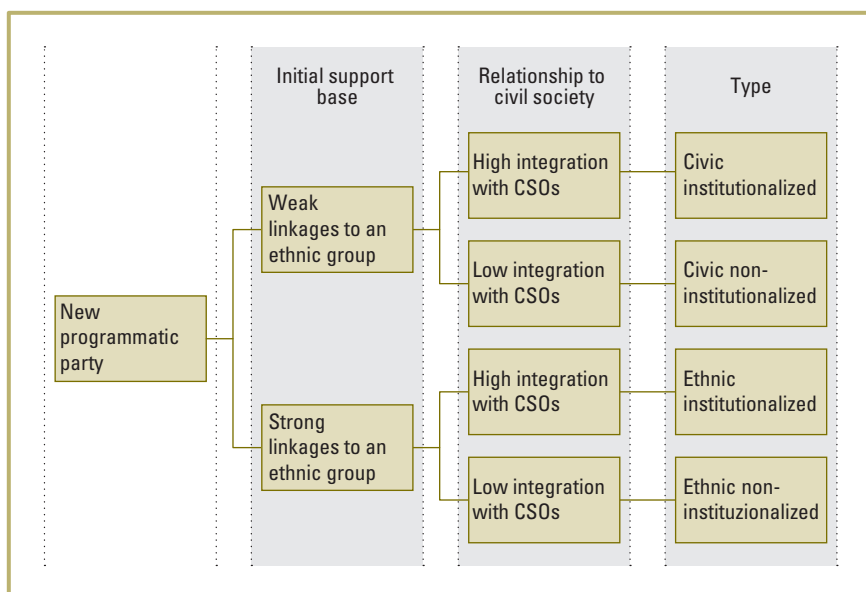 Initial support
base
Relationship to
civil society
Type
New
programmatic
party
Weak
linkages to an
ethnic group
Strong
linkages to an
ethnic group
High integration
with CSOs
Low integration
with CSOs
High integration
with CSOs
Low integration
with CSOs
Civic
institutionalized
Civic non-
institutionalized
Ethnic
institutionalized
Ethnic non-
instituzionalized